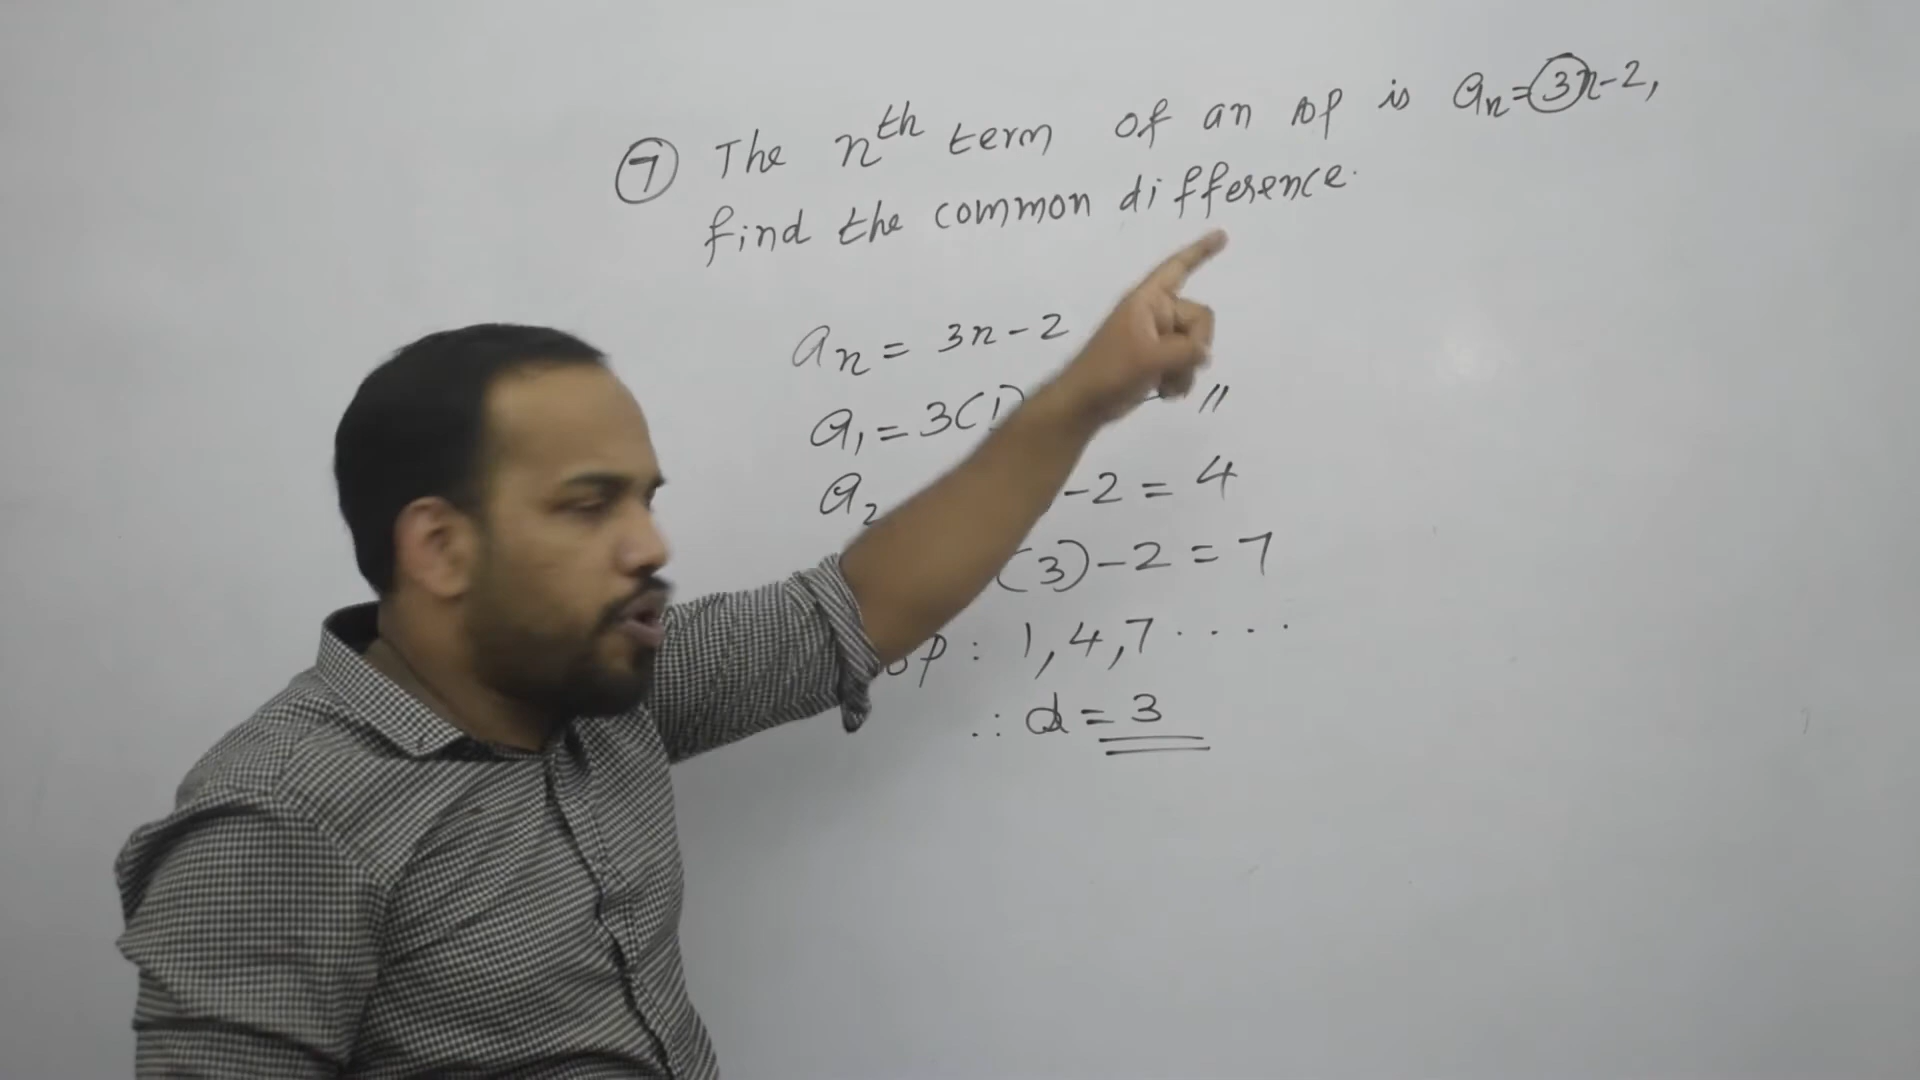 7 The nth term of an AP is an = 3n-2,
find the common difference.
an = 3n-2
a1 = 3(1) "
a2 -2 = 4
(3)-2 = 7
AP : 1,4,7 ....
∴ d = 3